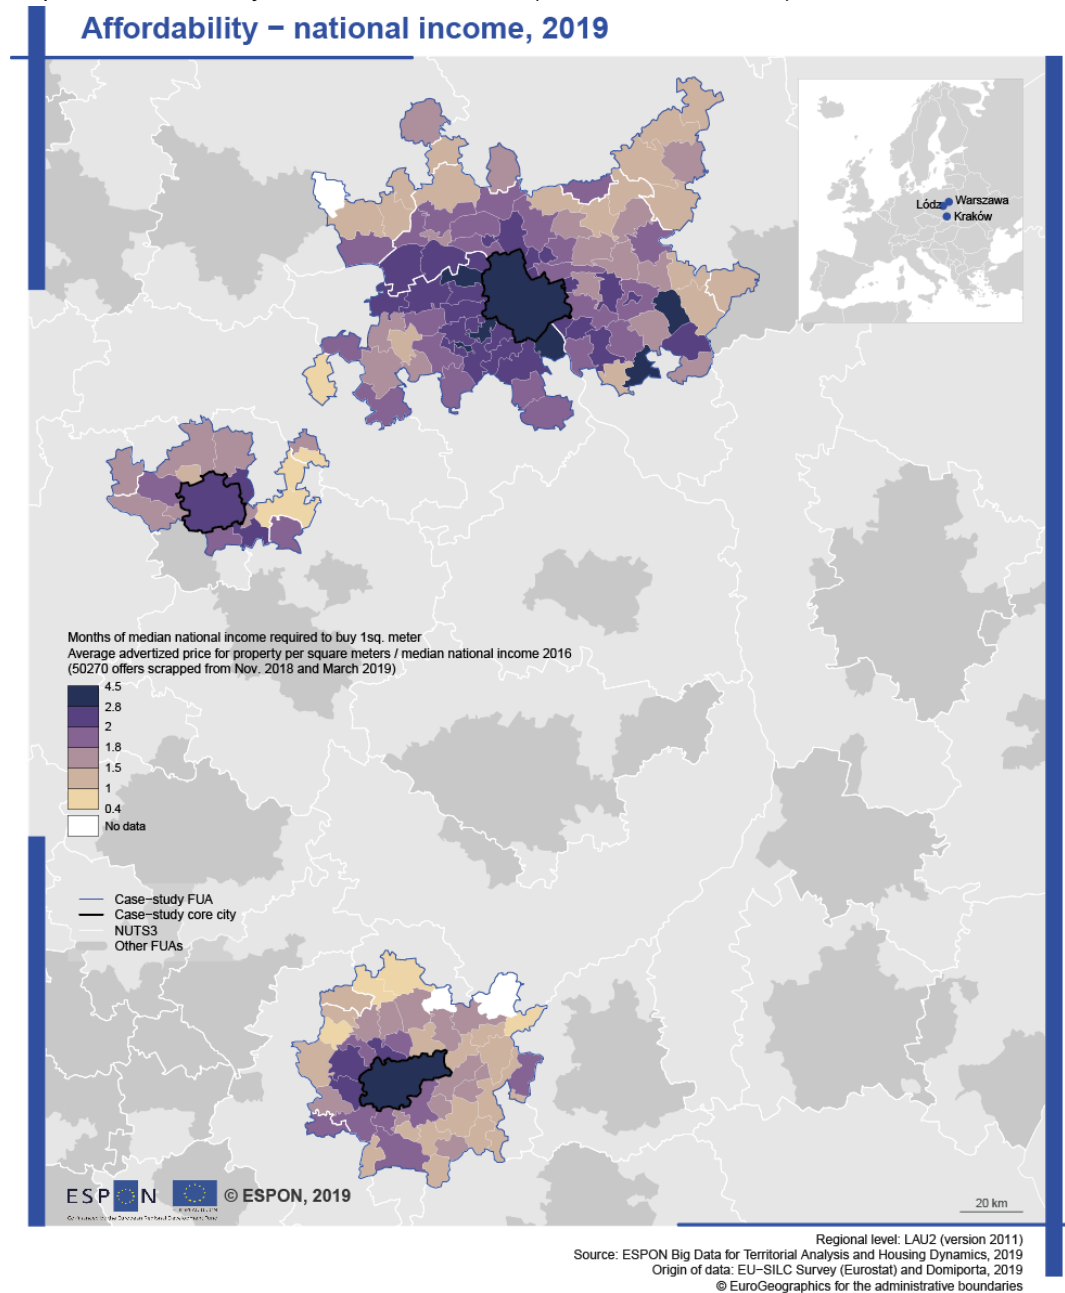 Affordability − national income, 2019
Lódz
Warszawa
Kraków
Months of median national income required to buy 1sq. meter
Average advertized price for property per square meters / median national income 2016
(50270 offers scrapped from Nov. 2018 and March 2019)
4.5
2.8
2
1.8
1.5
1
0.4
No data
Case−study FUA
Case−study core city
NUTS3
Other FUAs
ESPON
© ESPON, 2019
20 km
Regional level: LAU2 (version 2011)
Source: ESPON Big Data for Territorial Analysis and Housing Dynamics, 2019
Origin of data: EU−SILC Survey (Eurostat) and Domiporta, 2019
© EuroGeographics for the administrative boundaries